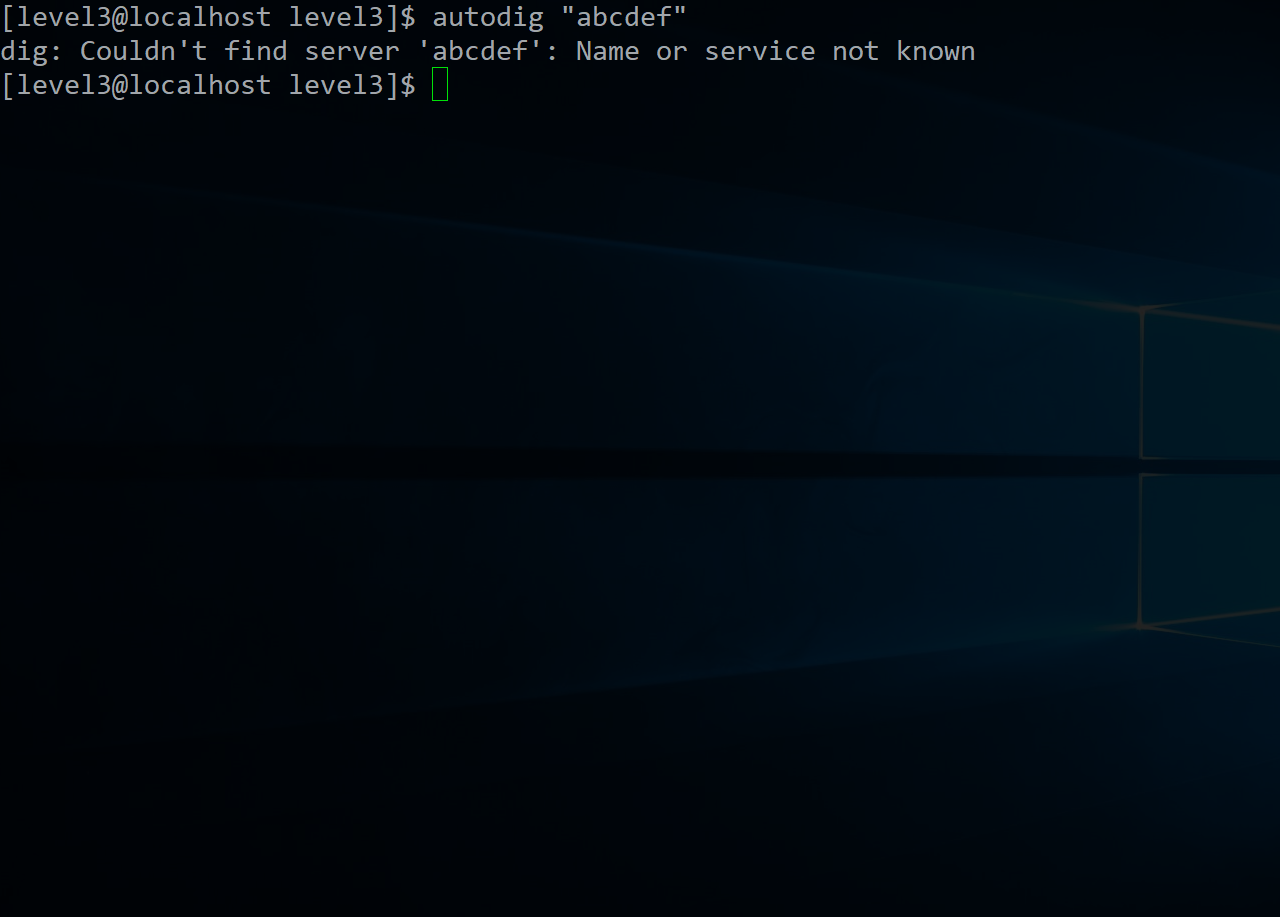 [level3@localhost level3]$ autodig "abcdef"
dig: Couldn't find server 'abcdef': Name or service not known
[level3@localhost level3]$